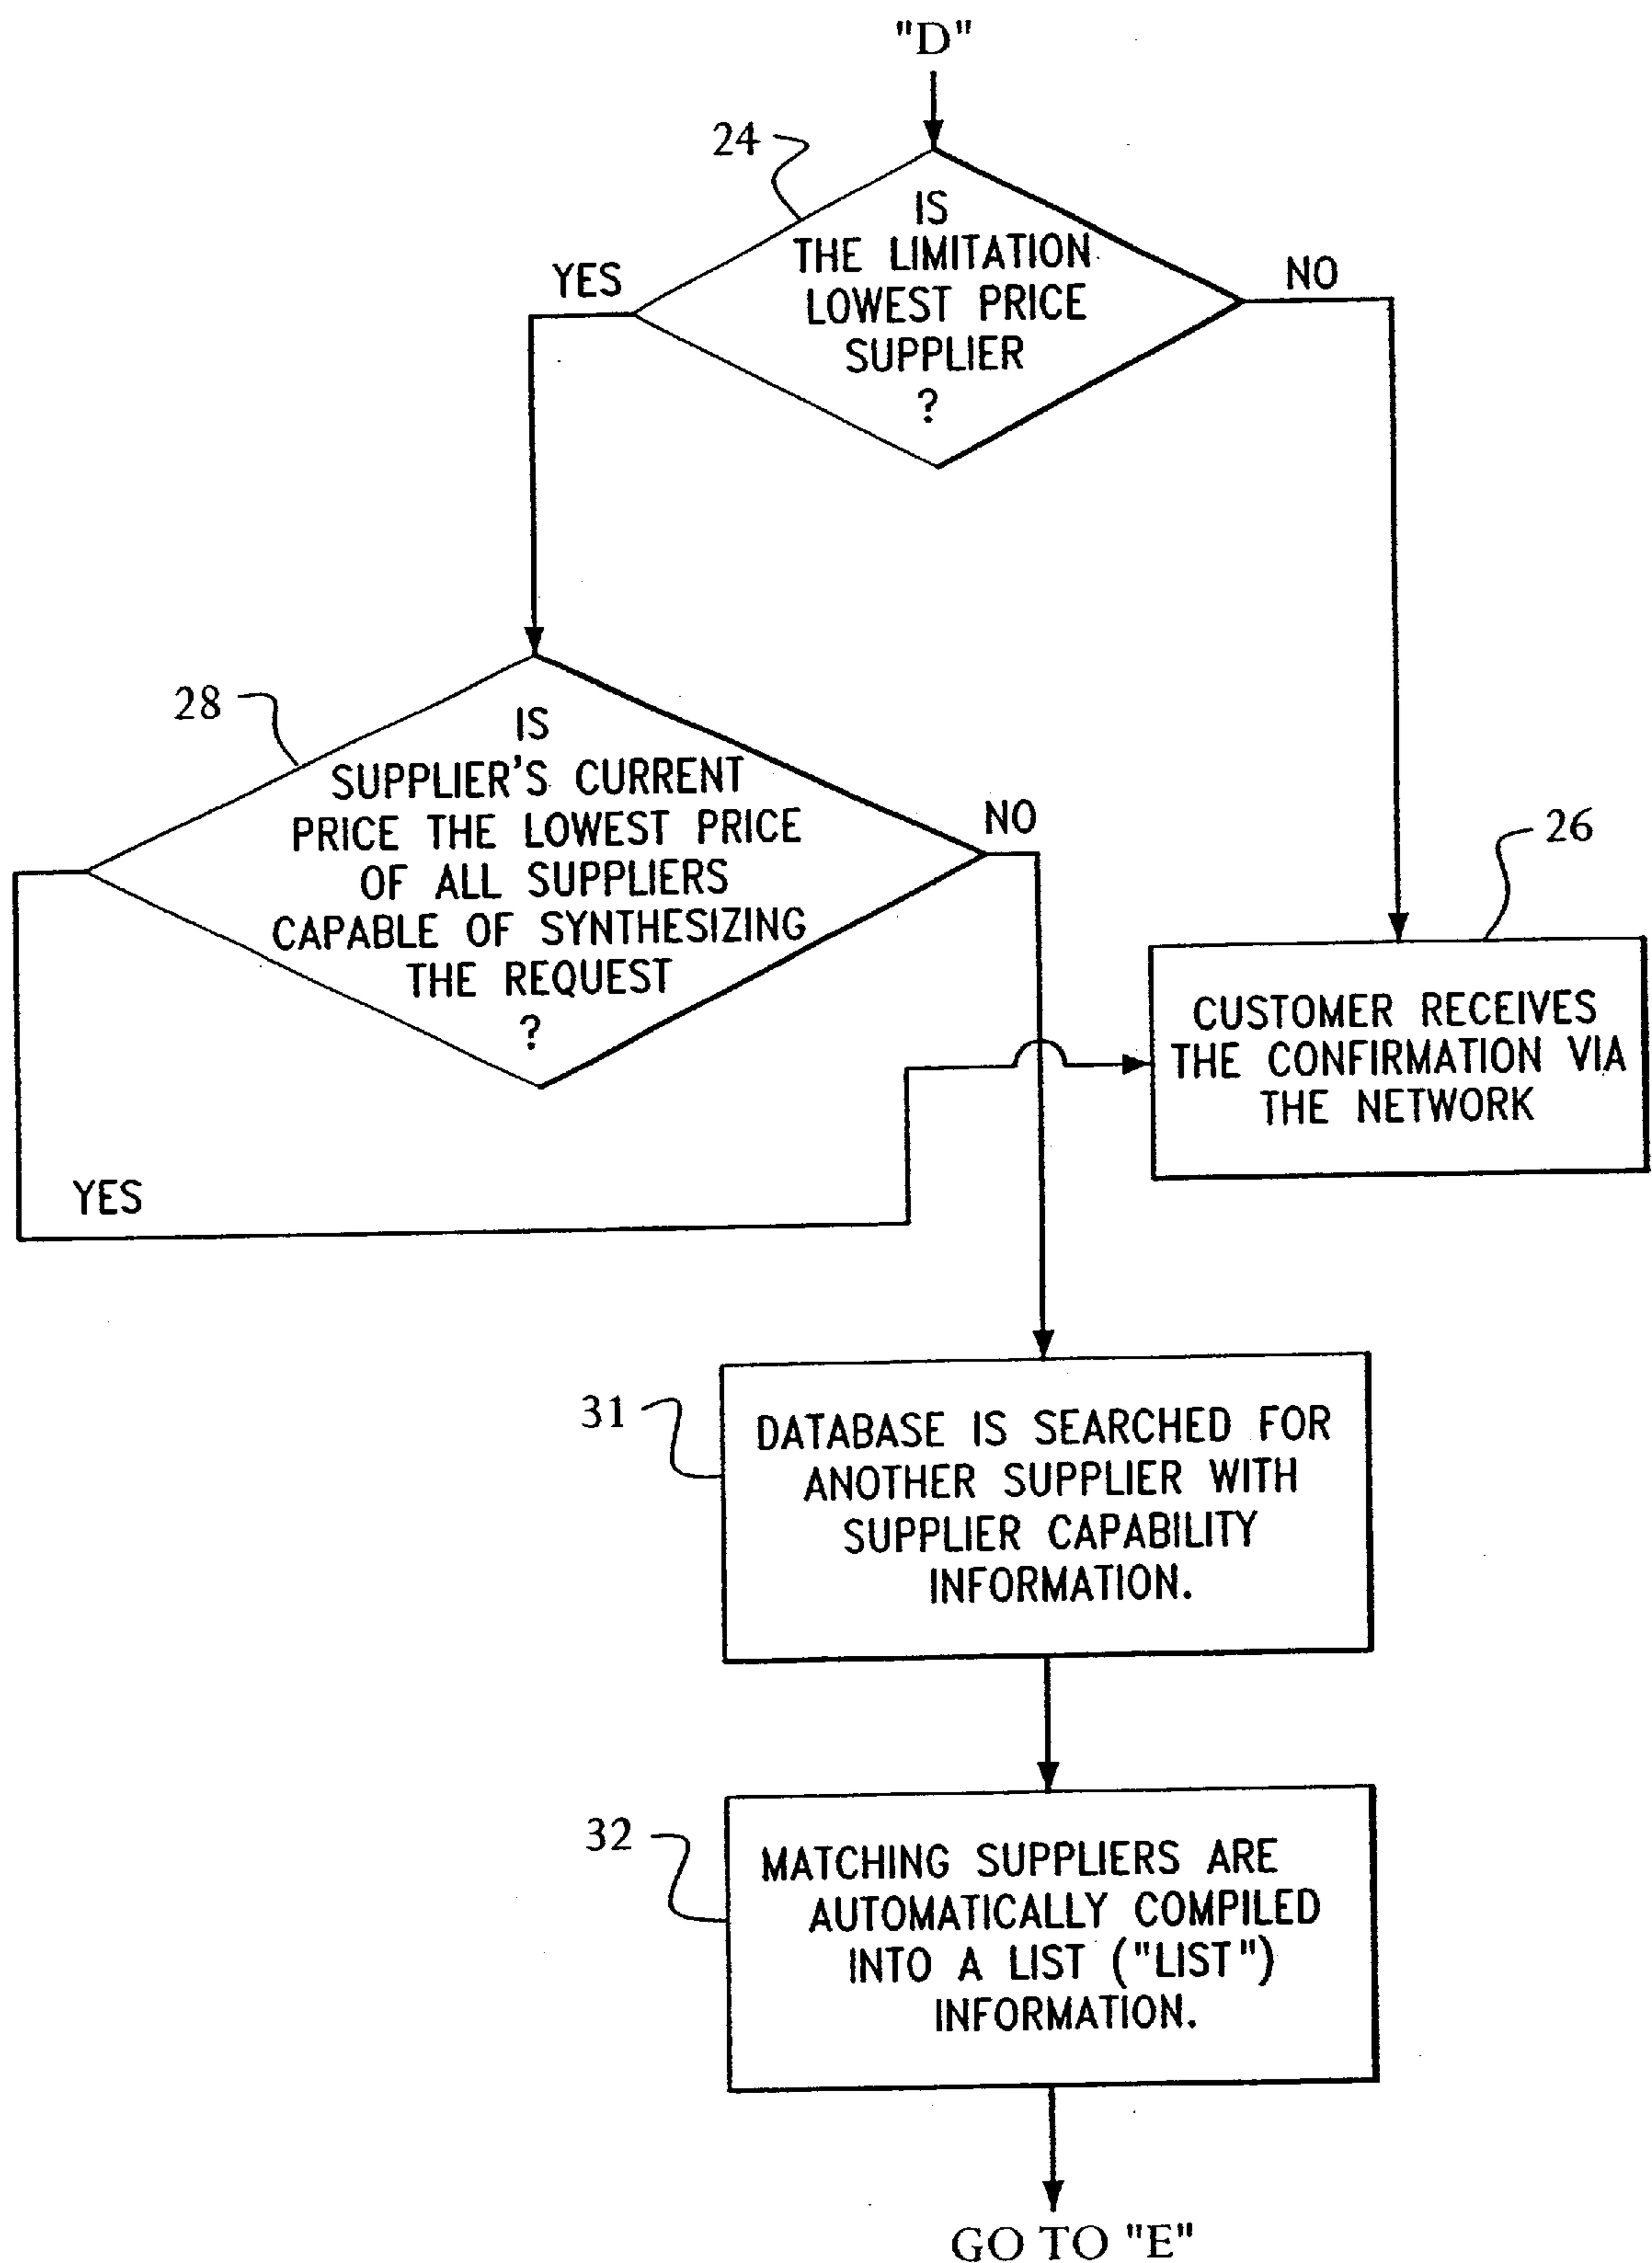 "D"
24
IS
THE LIMITATION
LOWEST PRICE
SUPPLIER
?
YES
NO
28
IS
SUPPLIER'S CURRENT
PRICE THE LOWEST PRICE
OF ALL SUPPLIERS
CAPABLE OF SYNTHESIZING
THE REQUEST
?
NO
YES
26
CUSTOMER RECEIVES
THE CONFIRMATION VIA
THE NETWORK
31
DATABASE IS SEARCHED FOR
ANOTHER SUPPLIER WITH
SUPPLIER CAPABILITY
INFORMATION.
32
MATCHING SUPPLIERS ARE
AUTOMATICALLY COMPILED
INTO A LIST ("LIST")
INFORMATION.
GO TO "E"